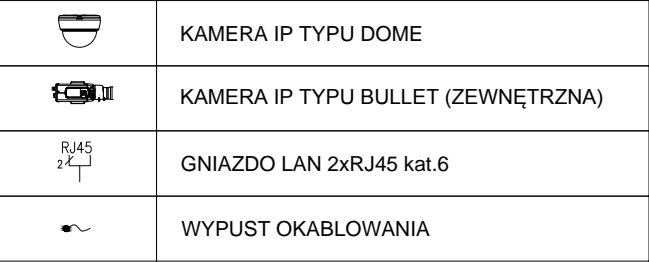 KAMERA IP TYPU DOME
KAMERA IP TYPU BULLET (ZEWNĘTRZNA)
RJ45
2
GNIAZDO LAN 2xRJ45 kat.6
WYPUST OKABLOWANIA